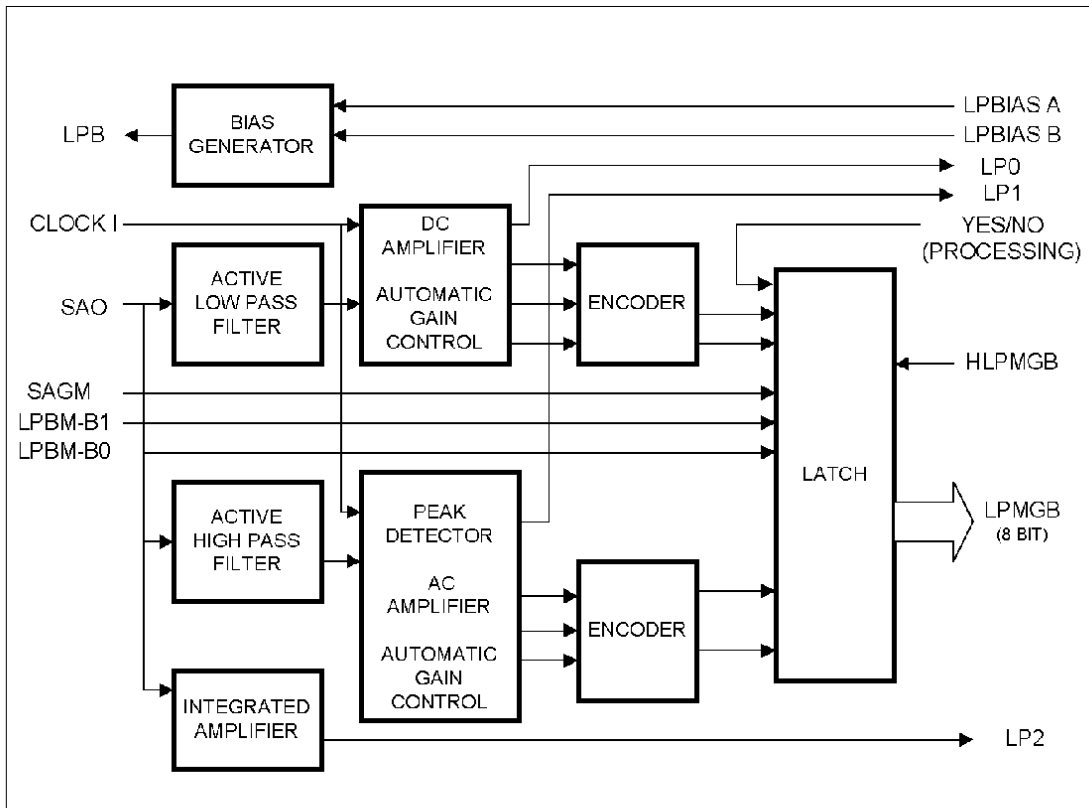 LPBIAS A
LPB
BIAS
GENERATOR
LPBIAS B
LP0
LP1
CLOCK I
DC
AMPLIFIER
AUTOMATIC
GAIN
CONTROL
YES/NO
(PROCESSING)
SAO
ACTIVE
LOW PASS
FILTER
ENCODER
HLPMGB
SAGM
LPBM-B1
LPBM-B0
LATCH
ACTIVE
HIGH PASS
FILTER
PEAK
DETECTOR
AC
AMPLIFIER
AUTOMATIC
GAIN
CONTROL
LPMGB
(8 BIT)
ENCODER
INTEGRATED
AMPLIFIER
LP2